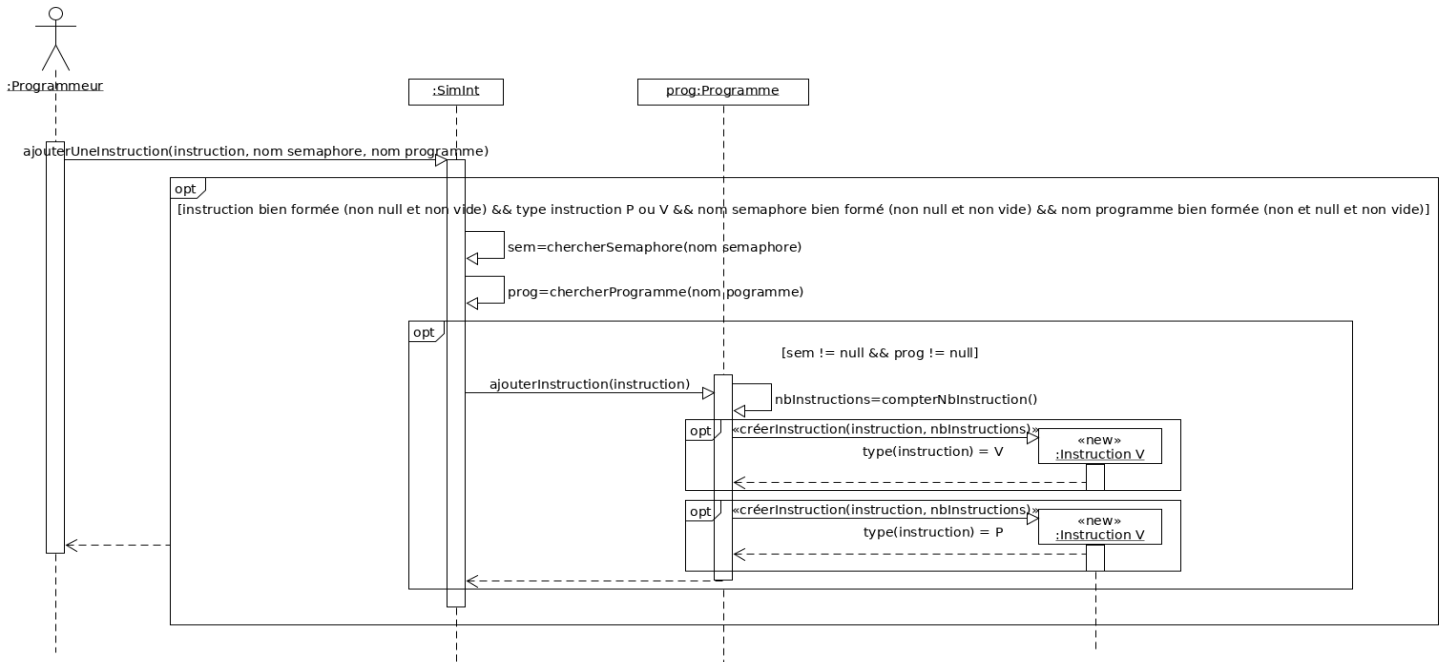 :Programmeur
:SimInt
prog:Programme
ajouterUneInstruction(instruction, nom semaphore, nom programme)
opt
[instruction bien formée (non null et non vide) && type instruction P ou V && nom semaphore bien formé (non null et non vide) && nom programme bien formée (non et null et non vide)]
sem=chercherSemaphore(nom semaphore)
prog=chercherProgramme(nom pogramme)
opt
[sem != null && prog != null]
ajouterInstruction(instruction)
nbInstructions=compterNbInstruction()
opt
«créerInstruction(instruction, nbInstructions)»
«new»
:Instruction V
type(instruction) = V
opt
«créerInstruction(instruction, nbInstructions)»
«new»
:Instruction V
type(instruction) = P